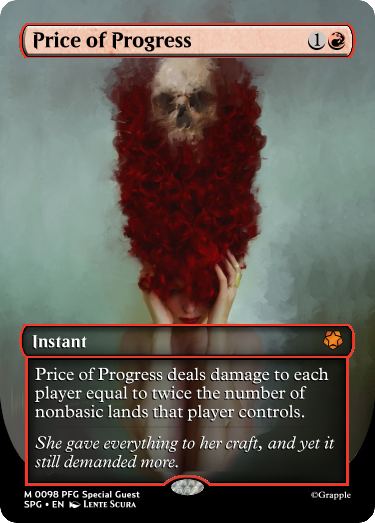 Price of Progress 1
Instant
Price of Progress deals damage to each
player equal to twice the number of
nonbasic lands that player controls.
She gave everything to her craft, and yet it
still demanded more.
M 0098 PFG Special Guest
SPG • EN Lente Scura
©Grapple